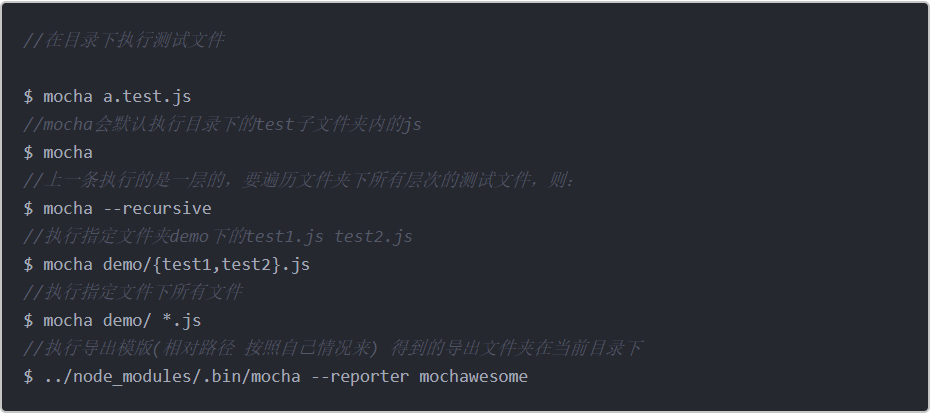 //在目录下执行测试文件
$ mocha a.test.js
//mocha会默认执行目录下的test子文件夹内的js
$ mocha
//上一条执行的是一层的，要遍历文件夹下所有层次的测试文件，则：
$ mocha --recursive
//执行指定文件夹demo下的test1.js test2.js
$ mocha demo/{test1,test2}.js
//执行指定文件下所有文件
$ mocha demo/ *.js
//执行导出模版(相对路径 按照自己情况来) 得到的导出文件夹在当前目录下
$ ../node_modules/.bin/mocha --reporter mochawesome